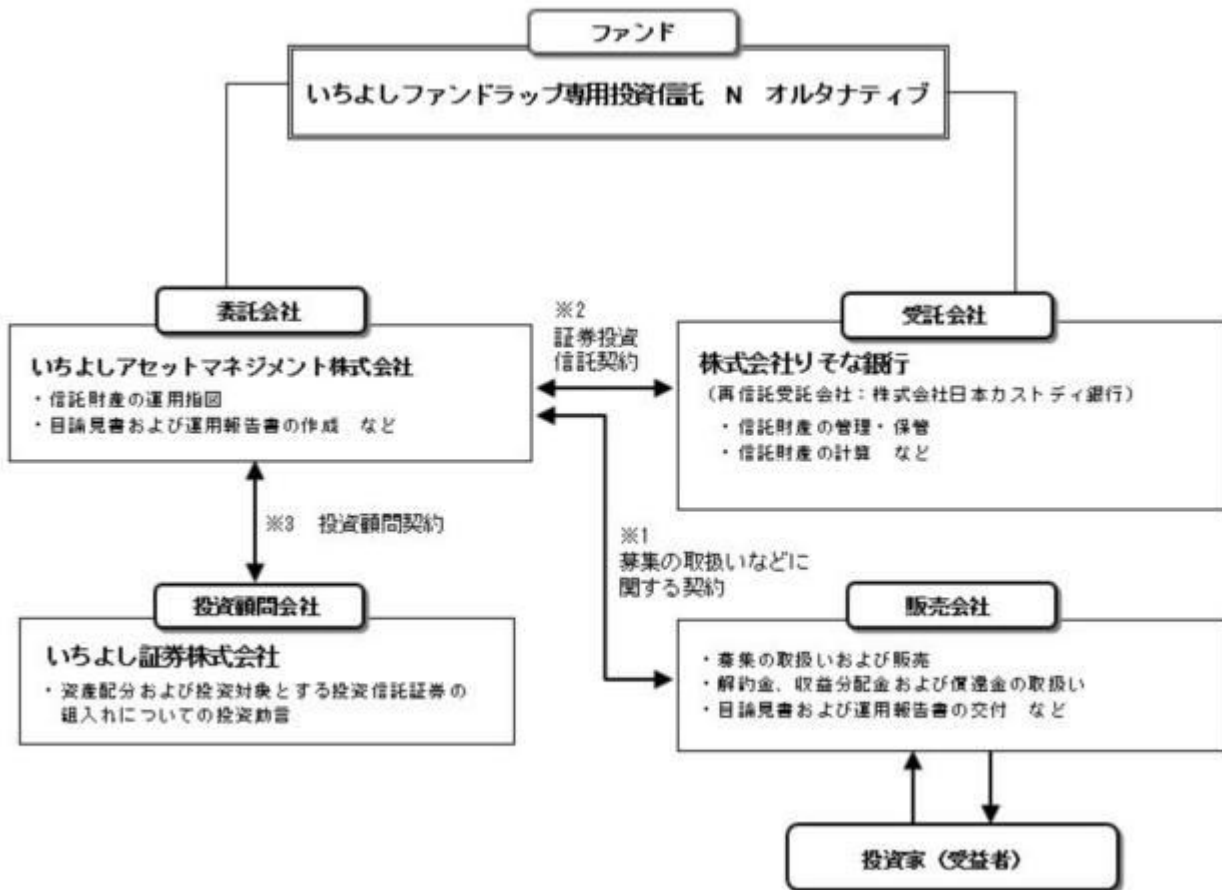 ファンド
いちよしファンドラップ専用投資信託　N　オルタナティブ
委託会社
いちよしアセットマネジメント株式会社
・信託財産の運用指図
・目論見書および運用報告書の作成　など
※2
証券投資
信託契約
受託会社
株式会社りそな銀行
（再信託受託会社：株式会社日本カストディ銀行）
・信託財産の管理・保管
・信託財産の計算　など
※3　投資顧問契約
※1
募集の取扱いなどに
関する契約
投資顧問会社
いちよし証券株式会社
・資産配分および投資対象とする投資信託証券の
組入れについての投資助言
販売会社
・募集の取扱いおよび販売
・解約金、収益分配金および償還金の取扱い
・目論見書および運用報告書の交付　など
投資家（受益者）